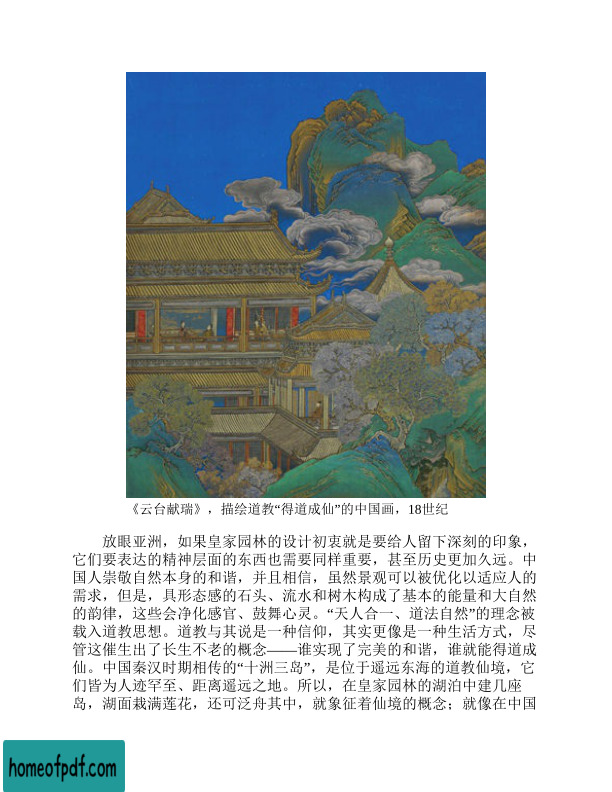 《云台献瑞》，描绘道教“得道成仙”的中国画，18世纪
放眼亚洲，如果皇家园林的设计初衷就是要给人留下深刻的印象，
它们要表达的精神层面的东西也需要同样重要，甚至历史更加久远。中
国人崇敬自然本身的和谐，并且相信，虽然景观可以被优化以适应人的
需求，但是，具形态感的石头、流水和树木构成了基本的能量和大自然
的韵律，这些会净化感官、鼓舞心灵。“天人合一、道法自然”的理念被
载入道教思想。道教与其说是一种信仰，其实更像是一种生活方式，尽
管这催生出了长生不老的概念——谁实现了完美的和谐，谁就能得道成
仙。中国秦汉时期相传的“十洲三岛”，是位于遥远东海的道教仙境，它
们皆为人迹罕至、距离遥远之地。所以，在皇家园林的湖泊中建几座
岛，湖面栽满莲花，还可泛舟其中，就象征着仙境的概念；就像在中国
homeofpdf.com